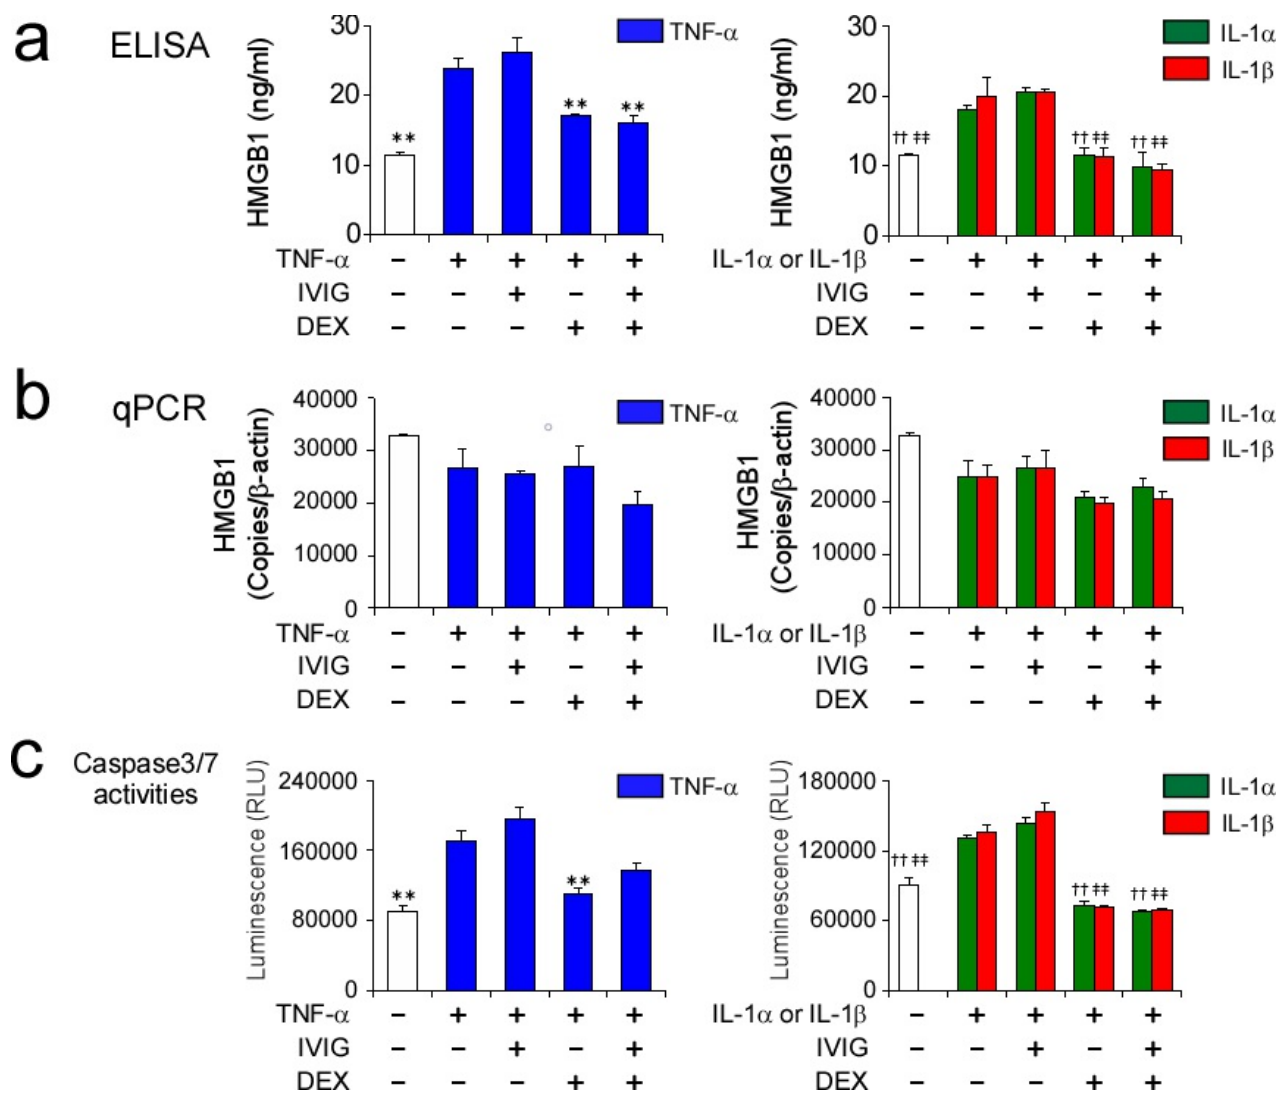 a ELISA
HMGB1 (ng/ml)
30
20
10
0
TNF-α
** ** **
TNF-α − + + + +
IVIG − − + − +
DEX − − − + +
HMGB1 (ng/ml)
30
20
10
0
IL-1α
IL-1β
†† ‡‡ †† ‡‡ †† ‡‡
IL-1α or IL-1β − + + + +
IVIG − − + − +
DEX − − − + +
b qPCR
HMGB1
(Copies/β-actin)
40000
30000
20000
10000
0
TNF-α
TNF-α − + + + +
IVIG − − + − +
DEX − − − + +
HMGB1
(Copies/β-actin)
40000
30000
20000
10000
0
IL-1α
IL-1β
IL-1α or IL-1β − + + + +
IVIG − − + − +
DEX − − − + +
c Caspase3/7
activities
Luminescence (RLU)
240000
160000
80000
0
TNF-α
** **
TNF-α − + + + +
IVIG − − + − +
DEX − − − + +
Luminescence (RLU)
180000
120000
60000
0
IL-1α
IL-1β
†† ‡‡ †† ‡‡ †† ‡‡
IL-1α or IL-1β − + + + +
IVIG − − + − +
DEX − − − + +